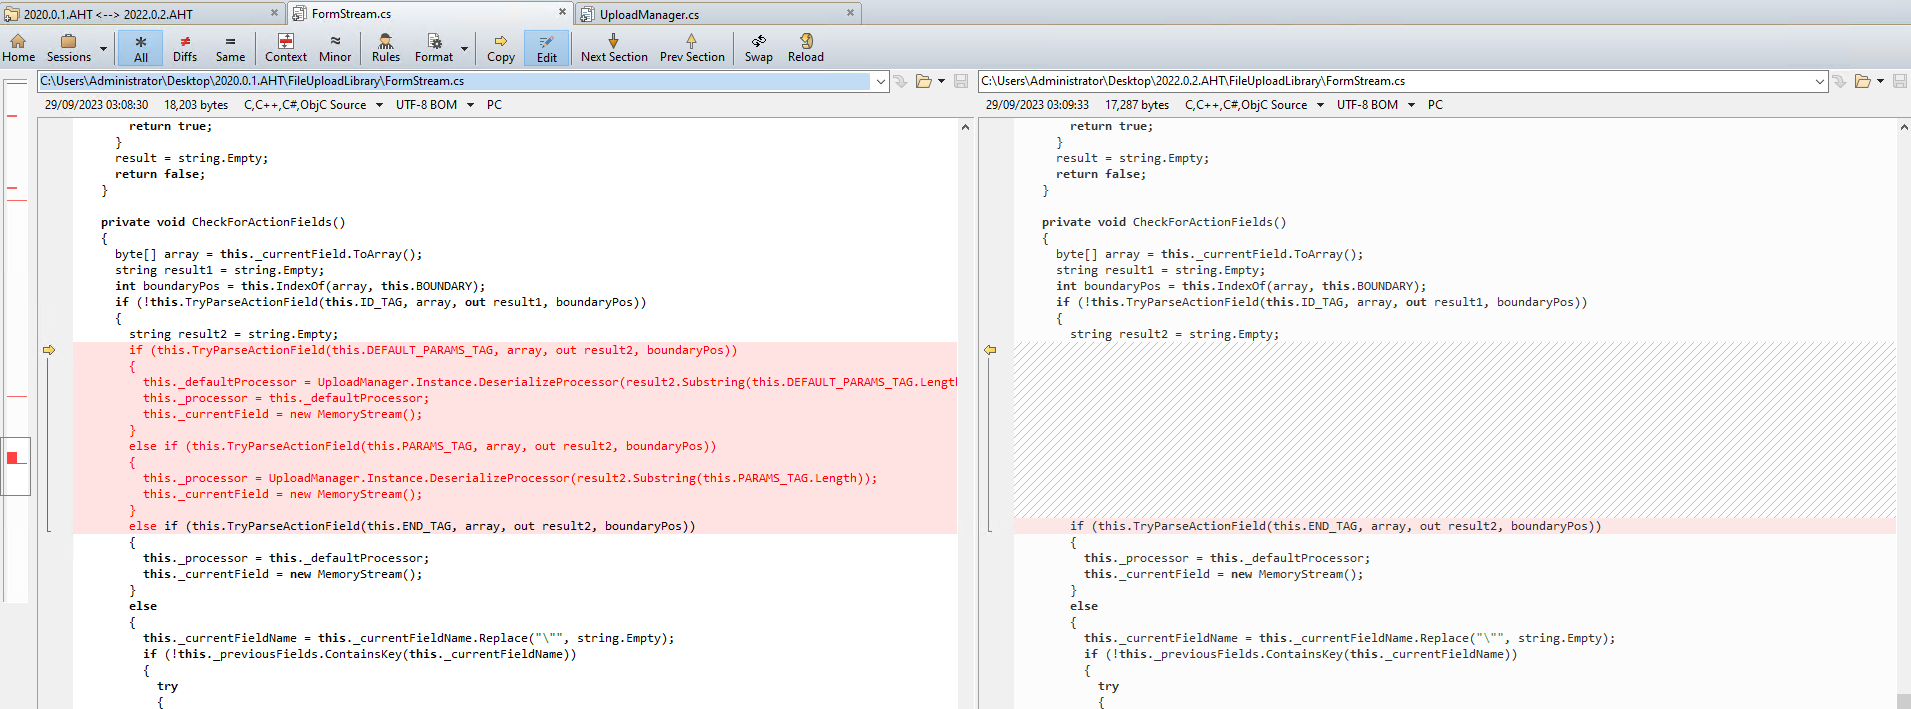 2020.0.1.AHT <--> 2022.0.2.AHT
FormStream.cs
UploadManager.cs
Home Sessions All Diffs Same Context Minor Rules Format Copy Edit Next Section Prev Section Swap Reload
C:\Users\Administrator\Desktop\2020.0.1.AHT\FileUploadLibrary\FormStream.cs
29/09/2023 03:08:30 18,203 bytes C,C++,C#,ObjC Source UTF-8 BOM PC
return true;
}
result = string.Empty;
return false;
}
private void CheckForActionFields()
{
byte[] array = this._currentField.ToArray();
string result1 = string.Empty;
int boundaryPos = this.IndexOf(array, this.BOUNDARY);
if (!this.TryParseActionField(this.ID_TAG, array, out result1, boundaryPos))
{
string result2 = string.Empty;
if (this.TryParseActionField(this.DEFAULT_PARAMS_TAG, array, out result2, boundaryPos))
{
this._defaultProcessor = UploadManager.Instance.DeserializeProcessor(result2.Substring(this.DEFAULT_PARAMS_TAG.Length
this._processor = this._defaultProcessor;
this._currentField = new MemoryStream();
}
else if (this.TryParseActionField(this.PARAMS_TAG, array, out result2, boundaryPos))
{
this._processor = UploadManager.Instance.DeserializeProcessor(result2.Substring(this.PARAMS_TAG.Length));
this._currentField = new MemoryStream();
}
else if (this.TryParseActionField(this.END_TAG, array, out result2, boundaryPos))
{
this._processor = this._defaultProcessor;
this._currentField = new MemoryStream();
}
else
{
this._currentFieldName = this._currentFieldName.Replace("\"", string.Empty);
if (!this._previousFields.ContainsKey(this._currentFieldName))
{
try
{
C:\Users\Administrator\Desktop\2022.0.2.AHT\FileUploadLibrary\FormStream.cs
29/09/2023 03:09:33 17,287 bytes C,C++,C#,ObjC Source UTF-8 BOM PC
return true;
}
result = string.Empty;
return false;
}
private void CheckForActionFields()
{
byte[] array = this._currentField.ToArray();
string result1 = string.Empty;
int boundaryPos = this.IndexOf(array, this.BOUNDARY);
if (!this.TryParseActionField(this.ID_TAG, array, out result1, boundaryPos))
{
string result2 = string.Empty;
if (this.TryParseActionField(this.END_TAG, array, out result2, boundaryPos))
{
this._processor = this._defaultProcessor;
this._currentField = new MemoryStream();
}
else
{
this._currentFieldName = this._currentFieldName.Replace("\"", string.Empty);
if (!this._previousFields.ContainsKey(this._currentFieldName))
{
try
{